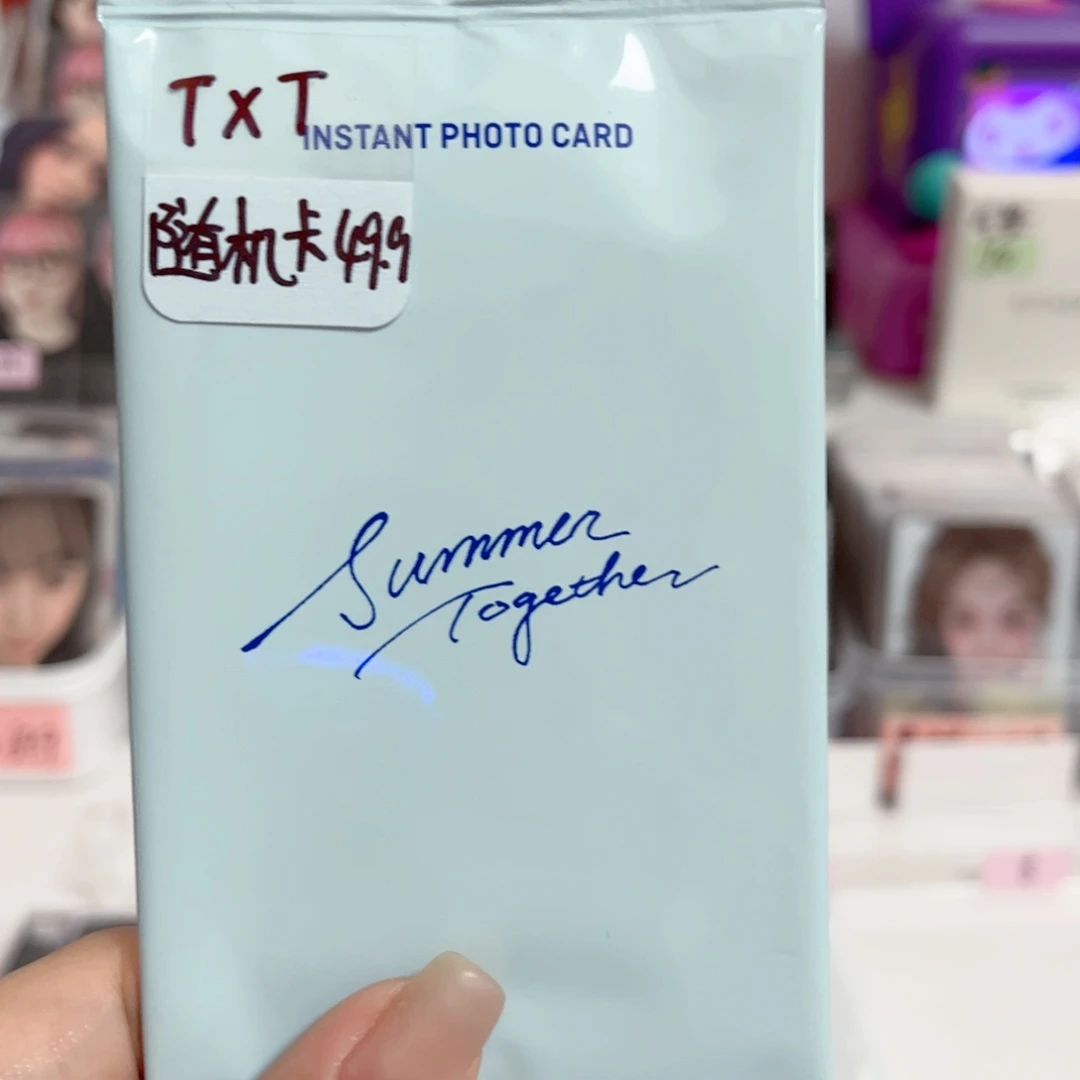 TXT
INSTANT PHOTO CARD
随机卡49.9
Summer
Together